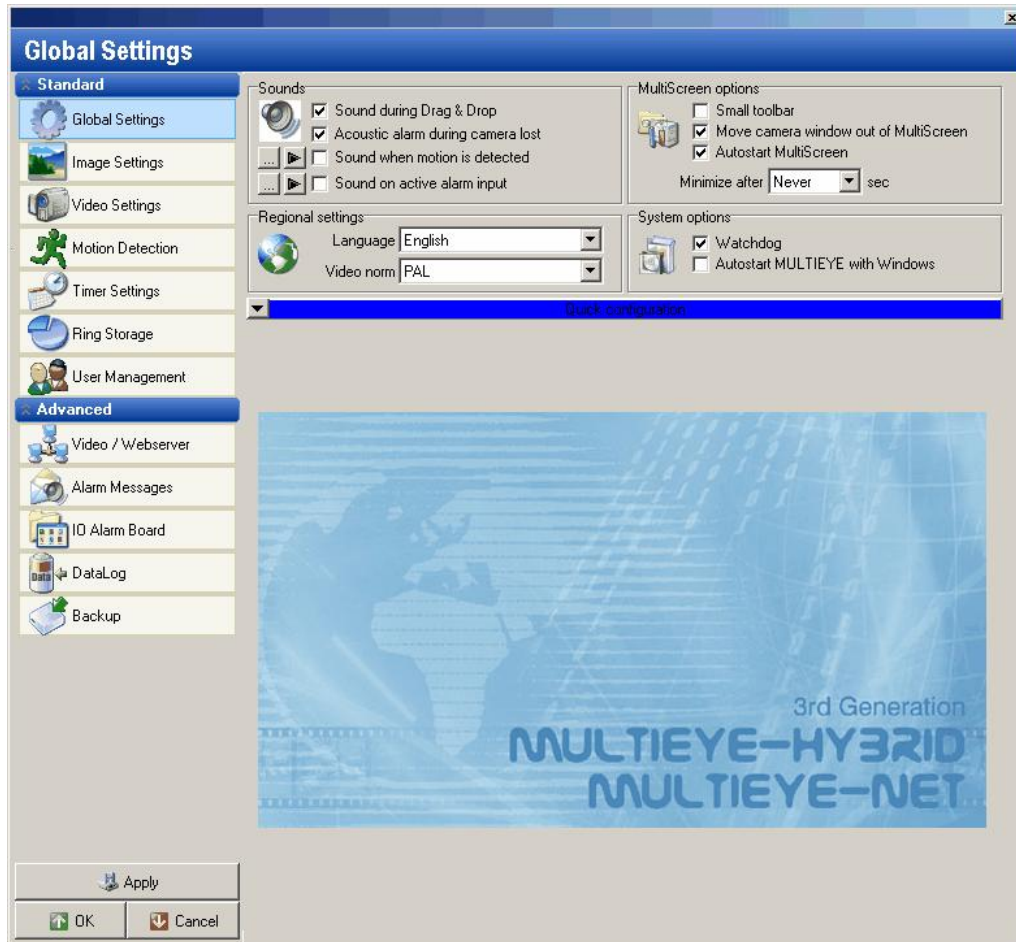 Global Settings
Standard
Global Settings
Image Settings
Video Settings
Motion Detection
Timer Settings
Ring Storage
User Management
Advanced
Video / Webserver
Alarm Messages
IO Alarm Board
Data
DataLog
Backup
Apply
OK
Cancel
Sounds
Sound during Drag & Drop
Acoustic alarm during camera lost
... Sound when motion is detected
... Sound on active alarm input
MultiScreen options
Small toolbar
Move camera window out of MultiScreen
Autostart MultiScreen
Minimize after Never sec
Regional settings
Language English
Video norm PAL
System options
Watchdog
Autostart MULTIEYE with Windows
Quick configuration
3rd Generation
MULTIEYE-HYBRID
MULTIEYE-NET